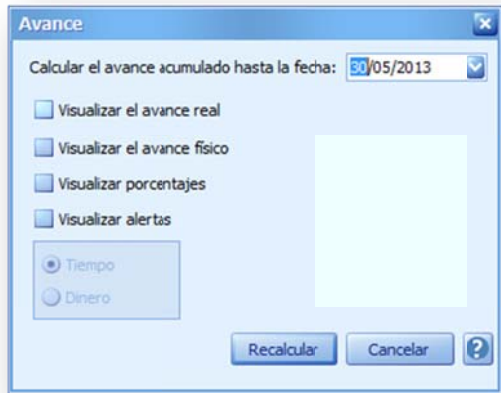 Avance
Calcular el avance acumulado hasta la fecha: 30/05/2013
Visualizar el avance real
Visualizar el avance físico
Visualizar porcentajes
Visualizar alertas
Tiempo
Dinero
Recalcular Cancelar ?